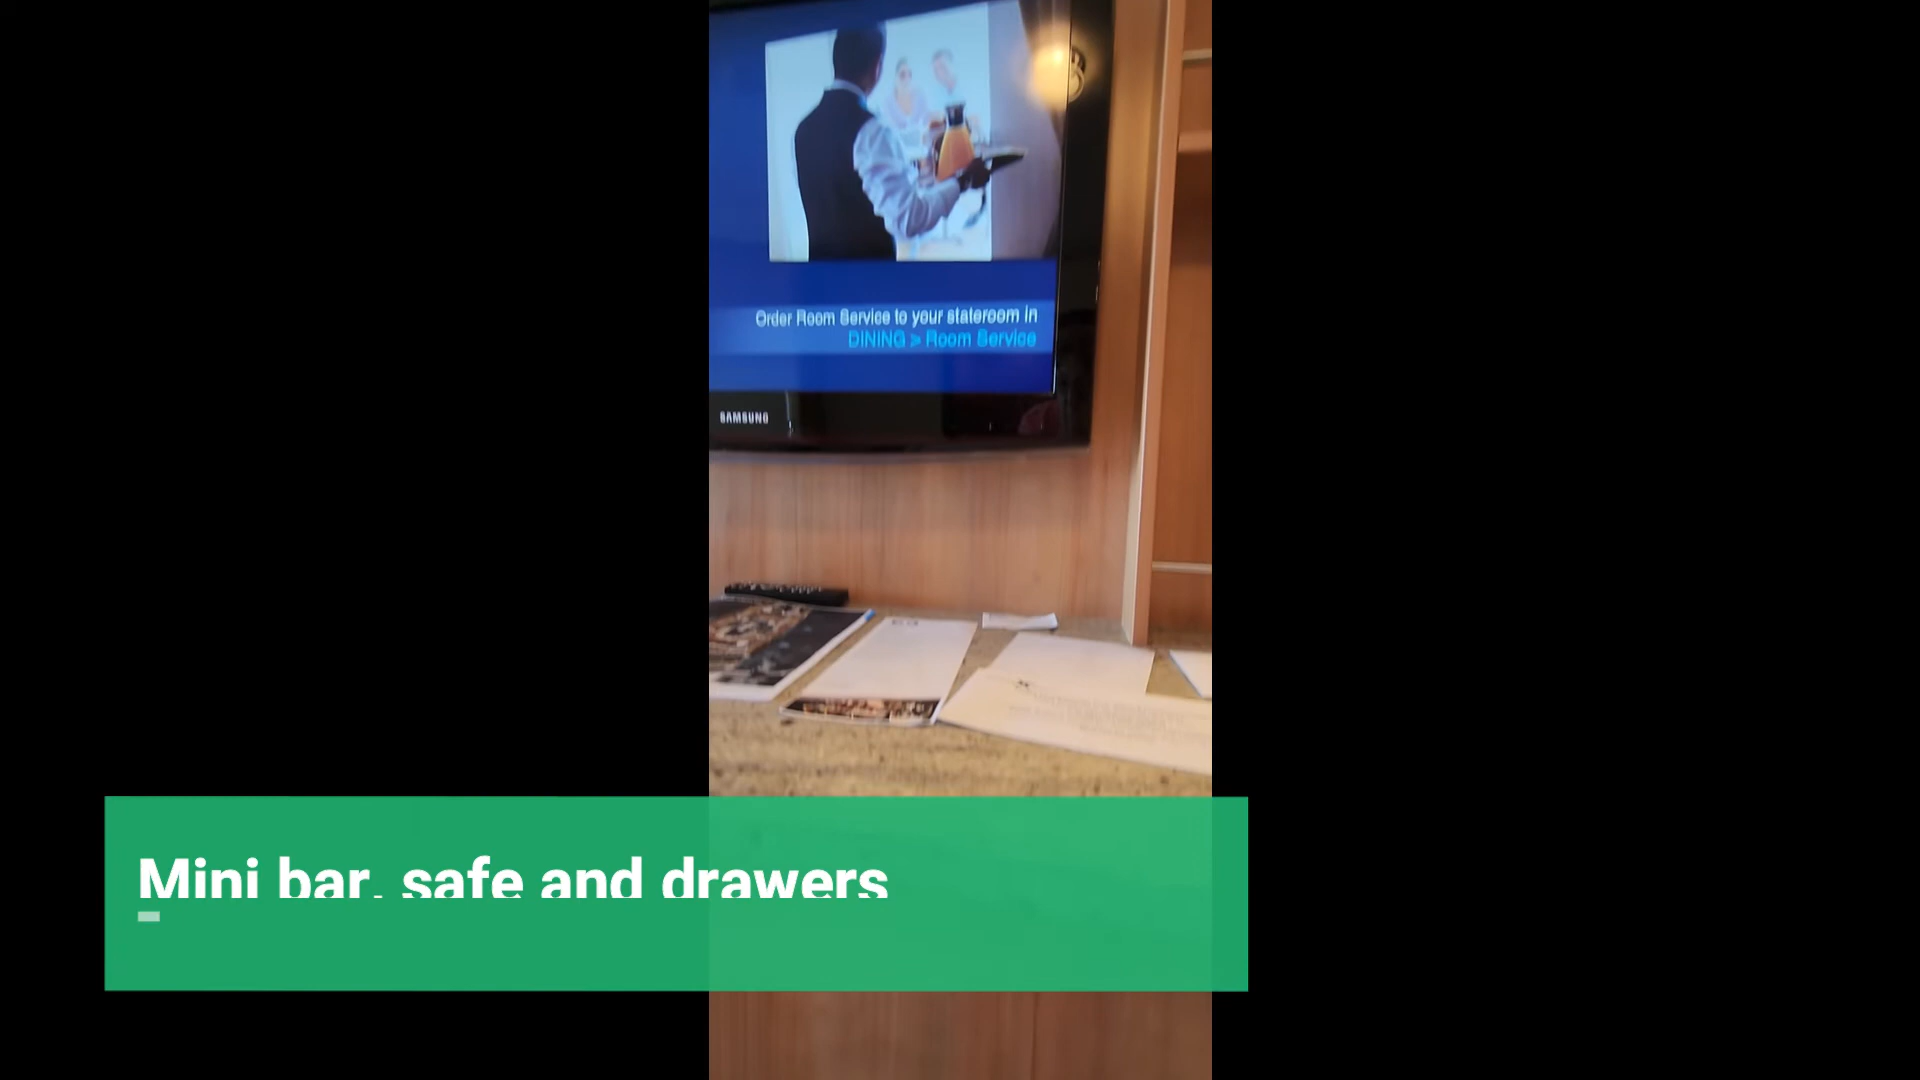 Order Room Service to your stateroom in
DINING > Room Service
SAMSUNG
Mini bar, safe and drawers